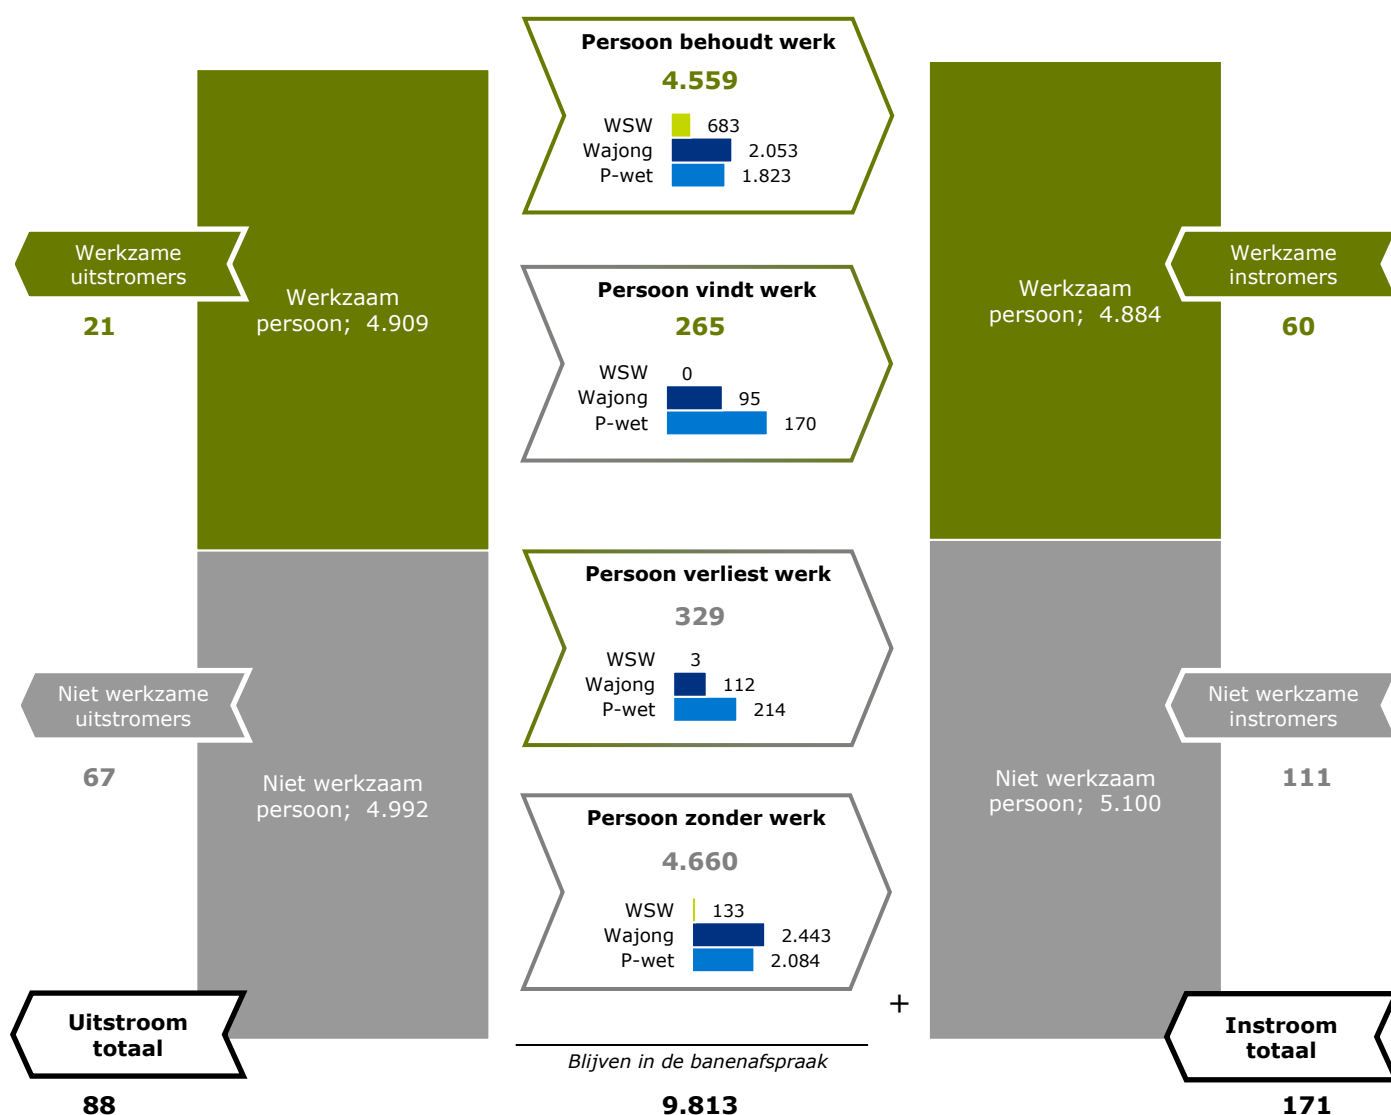 Persoon behoudt werk
4.559
WSW 683
Wajong 2.053
P-wet 1.823
Werkzame
uitstromers
21
Werkzaam
persoon; 4.909
Persoon vindt werk
265
WSW 0
Wajong 95
P-wet 170
Werkzaam
persoon; 4.884
Werkzame
instromers
60
Persoon verliest werk
329
WSW 3
Wajong 112
P-wet 214
Niet werkzame
uitstromers
67
Niet werkzaam
persoon; 4.992
Persoon zonder werk
4.660
WSW 133
Wajong 2.443
P-wet 2.084
Niet werkzaam
persoon; 5.100
Niet werkzame
instromers
111
+
Uitstroom
totaal
88
Blijven in de banenafspraak
9.813
Instroom
totaal
171